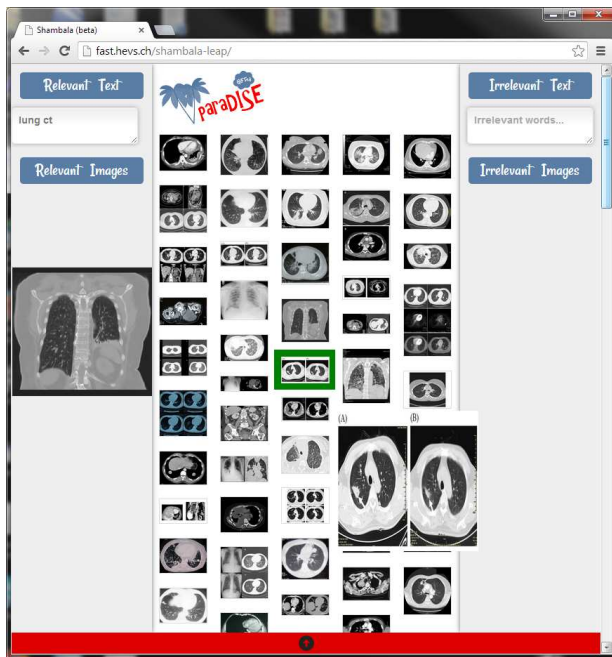 Shambala (beta)
fast.hevs.ch/shambala-leap/
Relevant Text
lung ct
Relevant Images
BETA
paraDISE
Irrelevant Text
Irrelevant words...
Irrelevant Images
(A)
(B)